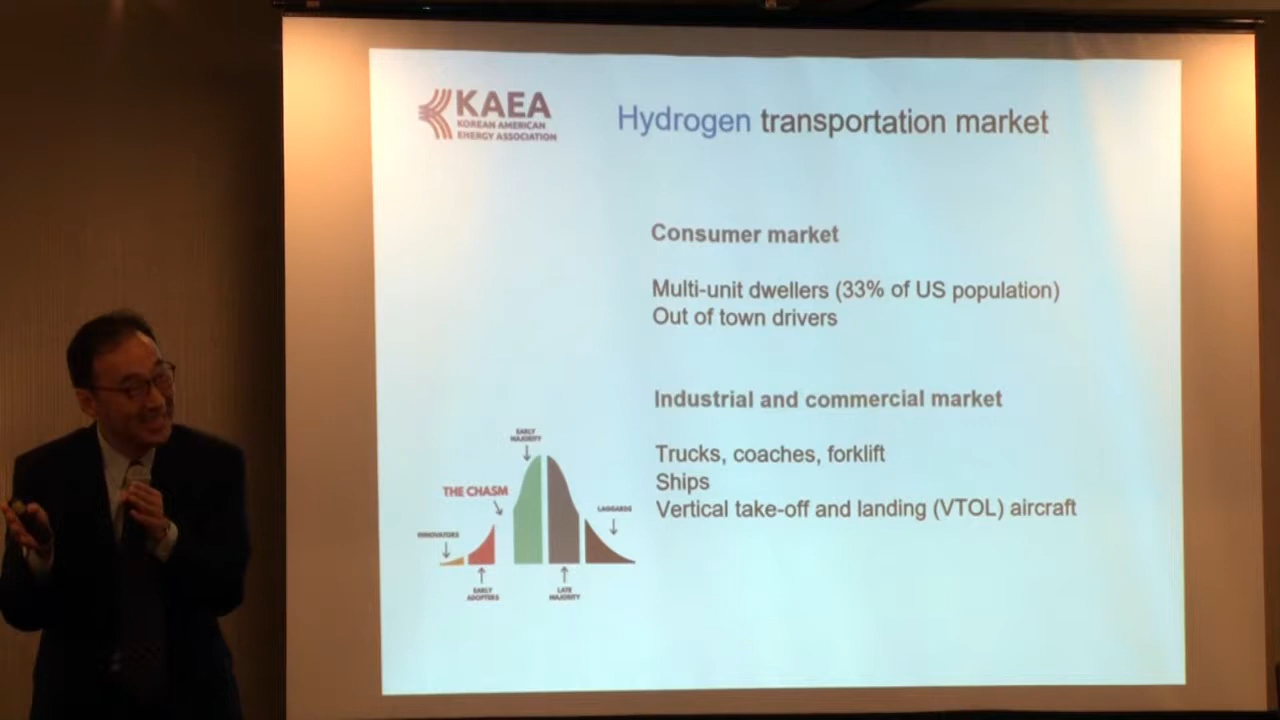 KAEA
KOREAN AMERICAN
ENERGY ASSOCIATION
Hydrogen transportation market
Consumer market
Multi-unit dwellers (33% of US population)
Out of town drivers
Industrial and commercial market
Trucks, coaches, forklift
Ships
Vertical take-off and landing (VTOL) aircraft
EARLY
MAJORITY
THE CHASM
LAGGARDS
INNOVATORS
EARLY
ADOPTERS
LATE
MAJORITY